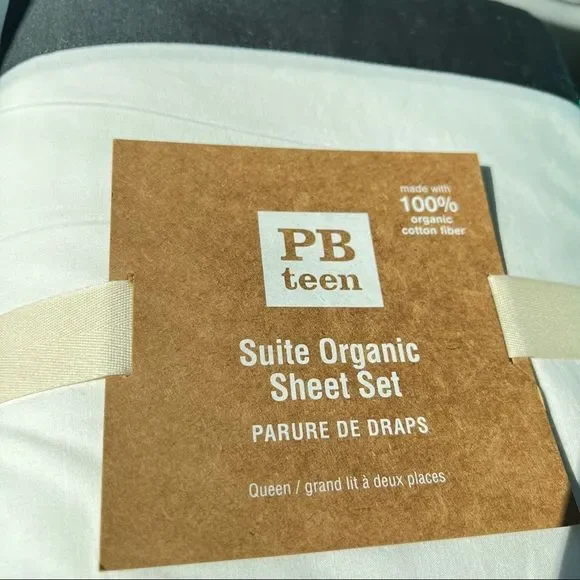 made with
100%
organic
cotton fiber
PB
teen
Suite Organic
Sheet Set
PARURE DE DRAPS
Queen / grand lit à deux places